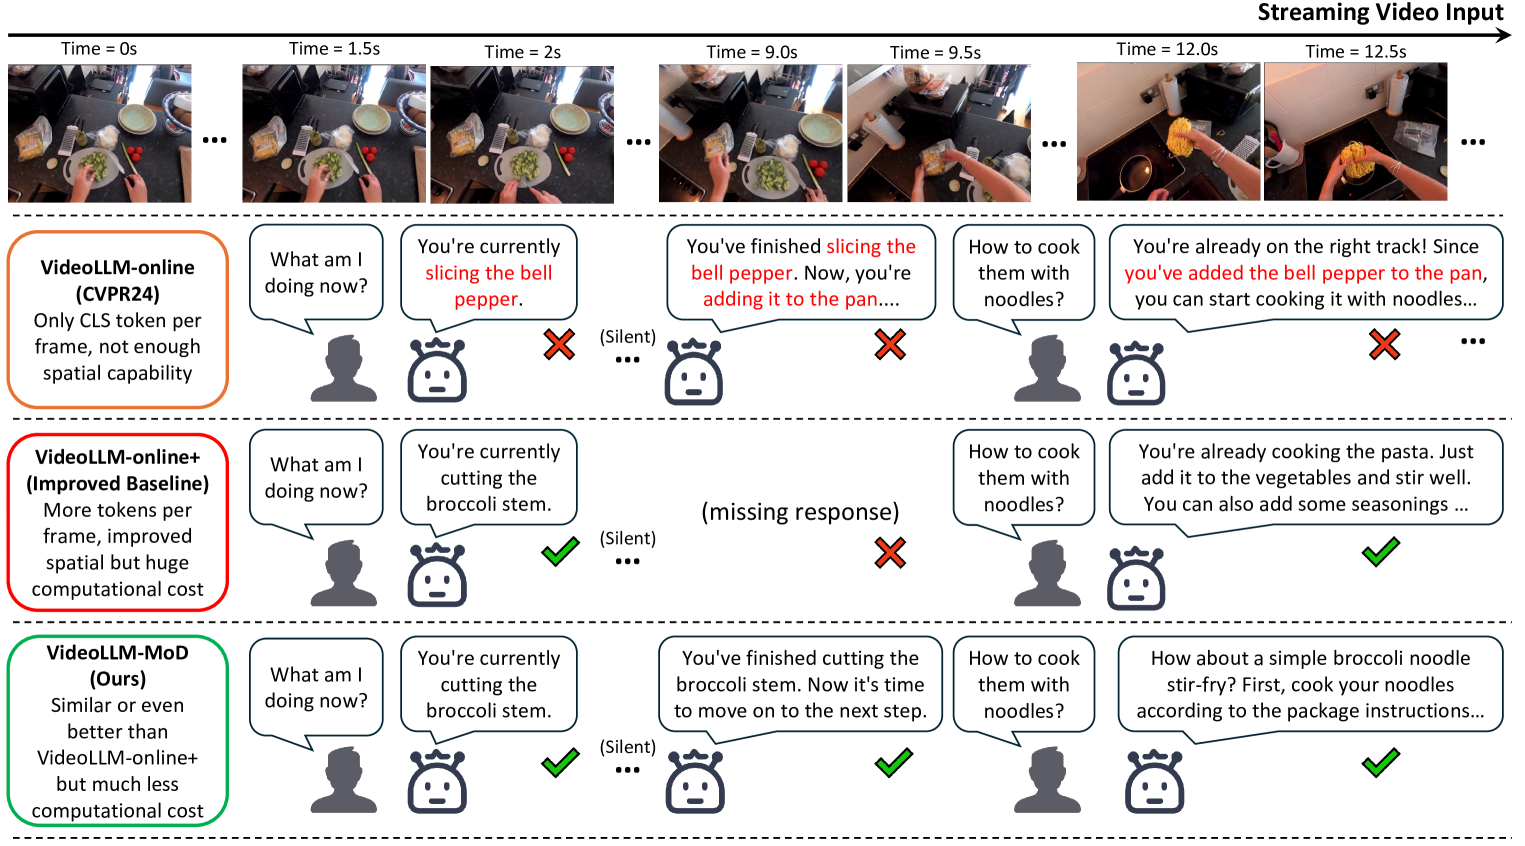 Streaming Video Input
Time = 0s
Time = 1.5s
Time = 2s
Time = 9.0s
Time = 9.5s
Time = 12.0s
Time = 12.5s
...
...
...
...
VideoLLM-online
(CVPR24)
Only CLS token per
frame, not enough
spatial capability
What am I
doing now?
You're currently
slicing the bell
pepper.
(Silent)
...
You've finished slicing the
bell pepper. Now, you're
adding it to the pan....
How to cook
them with
noodles?
You're already on the right track! Since
you've added the bell pepper to the pan,
you can start cooking it with noodles...
...
VideoLLM-online+
(Improved Baseline)
More tokens per
frame, improved
spatial but huge
computational cost
What am I
doing now?
You're currently
cutting the
broccoli stem.
(Silent)
...
(missing response)
How to cook
them with
noodles?
You're already cooking the pasta. Just
add it to the vegetables and stir well.
You can also add some seasonings ...
VideoLLM-MoD
(Ours)
Similar or even
better than
VideoLLM-online+
but much less
computational cost
What am I
doing now?
You're currently
cutting the
broccoli stem.
(Silent)
...
You've finished cutting the
broccoli stem. Now it's time
to move on to the next step.
How to cook
them with
noodles?
How about a simple broccoli noodle
stir-fry? First, cook your noodles
according to the package instructions...